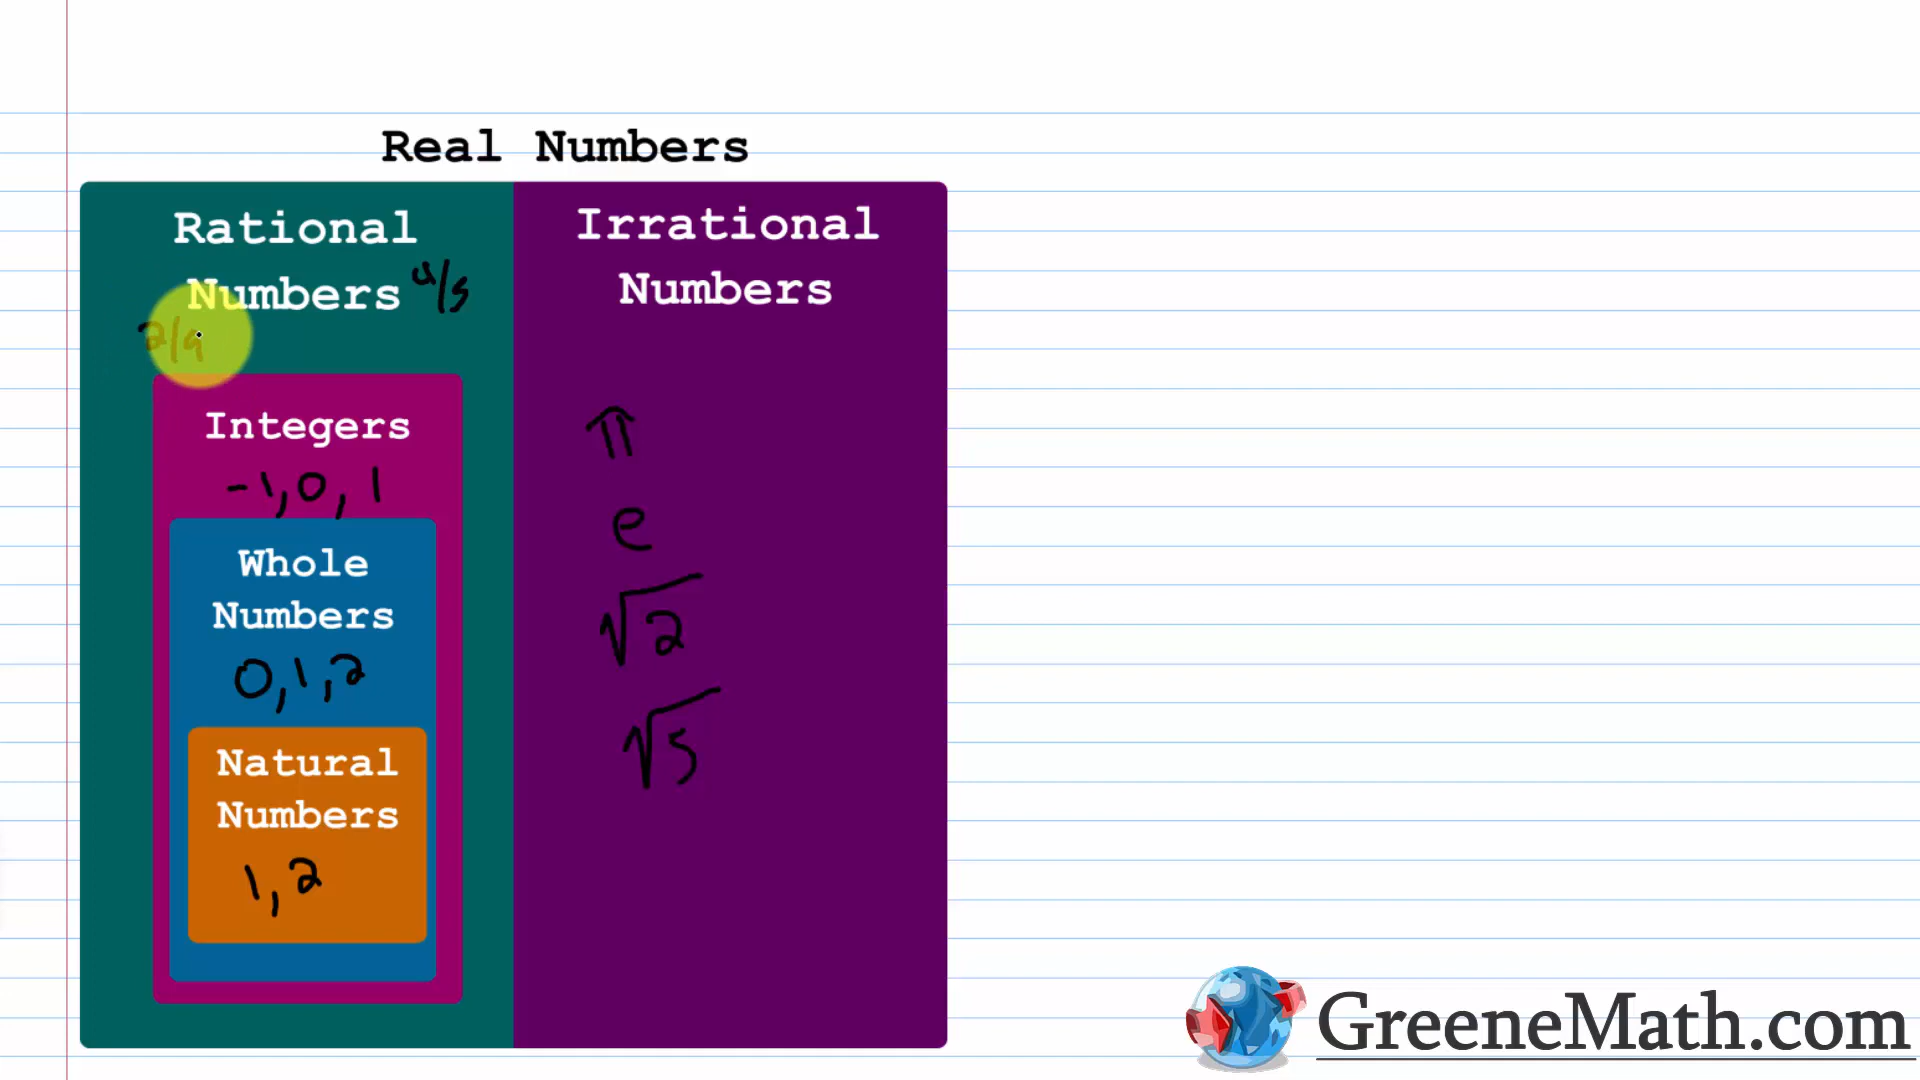 Real Numbers
Rational
Numbers 4/5
2/9
Integers
-1, 0, 1
Whole
Numbers
0, 1, 2
Natural
Numbers
1, 2
Irrational
Numbers
π
e
√2
√5
GreeneMath.com